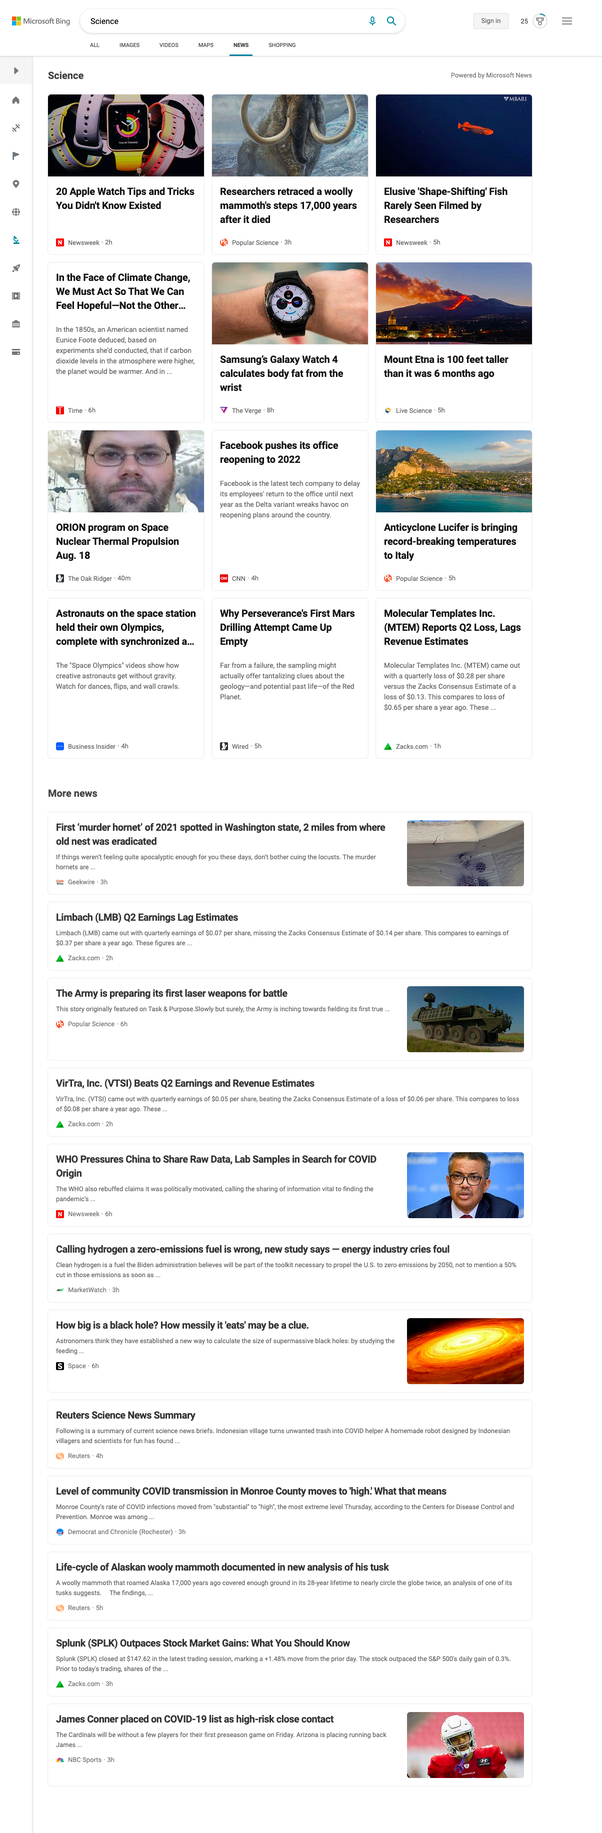 Microsoft Bing
Science
Sign in
25
ALL
IMAGES
VIDEOS
MAPS
NEWS
SHOPPING
Science
Powered by Microsoft News
20 Apple Watch Tips and Tricks
You Didn't Know Existed
Newsweek · 2h
Researchers retraced a woolly
mammoth's steps 17,000 years
after it died
Popular Science · 3h
MBARI
Elusive 'Shape-Shifting' Fish
Rarely Seen Filmed by
Researchers
Newsweek · 5h
In the Face of Climate Change,
We Must Act So That We Can
Feel Hopeful—Not the Other...
In the 1850s, an American scientist named
Eunice Foote deduced, based on
experiments she'd conducted, that if carbon
dioxide levels in the atmosphere were higher,
the planet would be warmer. And in ...
Time · 6h
Samsung's Galaxy Watch 4
calculates body fat from the
wrist
The Verge · 8h
Mount Etna is 100 feet taller
than it was 6 months ago
Live Science · 5h
ORION program on Space
Nuclear Thermal Propulsion
Aug. 18
The Oak Ridger · 40m
Facebook pushes its office
reopening to 2022
Facebook is the latest tech company to delay
its employees' return to the office until next
year as the Delta variant wreaks havoc on
reopening plans around the country.
CNN · 4h
Anticyclone Lucifer is bringing
record-breaking temperatures
to Italy
Popular Science · 5h
Astronauts on the space station
held their own Olympics,
complete with synchronized a...
The "Space Olympics" videos show how
creative astronauts get without gravity.
Watch for dances, flips, and wall crawls.
Business Insider · 4h
Why Perseverance's First Mars
Drilling Attempt Came Up
Empty
Far from a failure, the sampling might
actually offer tantalizing clues about the
geology—and potential past life—of the Red
Planet.
Wired · 5h
Molecular Templates Inc.
(MTEM) Reports Q2 Loss, Lags
Revenue Estimates
Molecular Templates Inc. (MTEM) came out
with a quarterly loss of $0.28 per share
versus the Zacks Consensus Estimate of a
loss of $0.13. This compares to loss of
$0.65 per share a year ago. These ...
Zacks.com · 1h
More news
First 'murder hornet' of 2021 spotted in Washington state, 2 miles from where
old nest was eradicated
If things weren't feeling quite apocalyptic enough for you these days, don't bother cuing the locusts. The murder
hornets are ...
Geekwire · 3h
Limbach (LMB) Q2 Earnings Lag Estimates
Limbach (LMB) came out with quarterly earnings of $0.07 per share, missing the Zacks Consensus Estimate of $0.14 per share. This compares to earnings of
$0.37 per share a year ago. These figures are ...
Zacks.com · 2h
The Army is preparing its first laser weapons for battle
This story originally featured on Task & Purpose.Slowly but surely, the Army is inching towards fielding its first true ...
Popular Science · 6h
VirTra, Inc. (VTSI) Beats Q2 Earnings and Revenue Estimates
VirTra, Inc. (VTSI) came out with quarterly earnings of $0.05 per share, beating the Zacks Consensus Estimate of a loss of $0.06 per share. This compares to loss
of $0.08 per share a year ago. These ...
Zacks.com · 2h
WHO Pressures China to Share Raw Data, Lab Samples in Search for COVID
Origin
The WHO also rebuffed claims it was politically motivated, calling the sharing of information vital to finding the
pandemic's ...
Newsweek · 6h
Calling hydrogen a zero-emissions fuel is wrong, new study says — energy industry cries foul
Clean hydrogen is a fuel the Biden administration believes will be part of the toolkit necessary to propel the U.S. to zero emissions by 2050, not to mention a 50%
cut in those emissions as soon as ...
MarketWatch · 3h
How big is a black hole? How messily it 'eats' may be a clue.
Astronomers think they have established a new way to calculate the size of supermassive black holes: by studying the
feeding ...
Space · 6h
Reuters Science News Summary
Following is a summary of current science news briefs. Indonesian village turns unwanted trash into COVID helper A homemade robot designed by Indonesian
villagers and scientists for fun has found ...
Reuters · 4h
Level of community COVID transmission in Monroe County moves to 'high.' What that means
Monroe County's rate of COVID infections moved from "substantial" to "high", the most extreme level Thursday, according to the Centers for Disease Control and
Prevention. Monroe was among ...
Democrat and Chronicle (Rochester) · 3h
Life-cycle of Alaskan wooly mammoth documented in new analysis of his tusk
A woolly mammoth that roamed Alaska 17,000 years ago covered enough ground in its 28-year lifetime to nearly circle the globe twice, an analysis of one of its
tusks suggests. The findings, ...
Reuters · 5h
Splunk (SPLK) Outpaces Stock Market Gains: What You Should Know
Splunk (SPLK) closed at $147.62 in the latest trading session, marking a +1.48% move from the prior day. The stock outpaced the S&P 500's daily gain of 0.3%.
Prior to today's trading, shares of the ...
Zacks.com · 3h
James Conner placed on COVID-19 list as high-risk close contact
The Cardinals will be without a few players for their first preseason game on Friday. Arizona is placing running back
James ...
NBC Sports · 3h